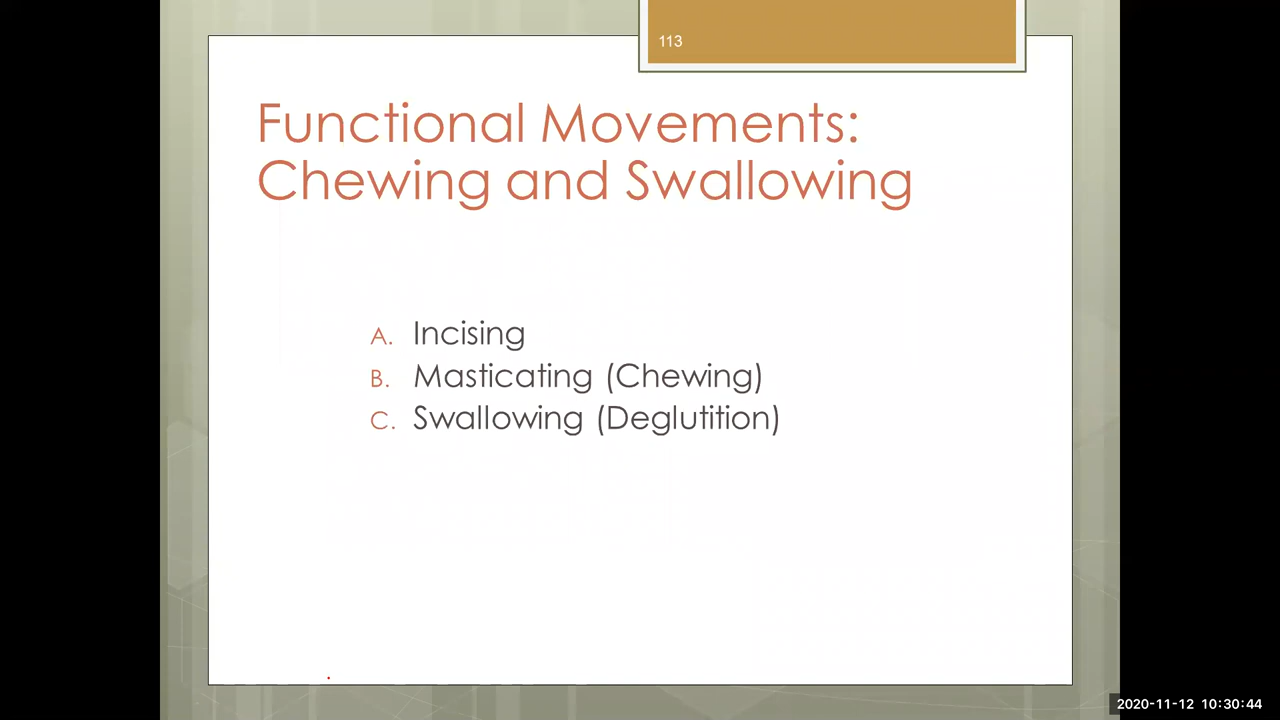 113
Functional Movements:
Chewing and Swallowing
A. Incising
B. Masticating (Chewing)
C. Swallowing (Deglutition)
2020-11-12 10:30:44